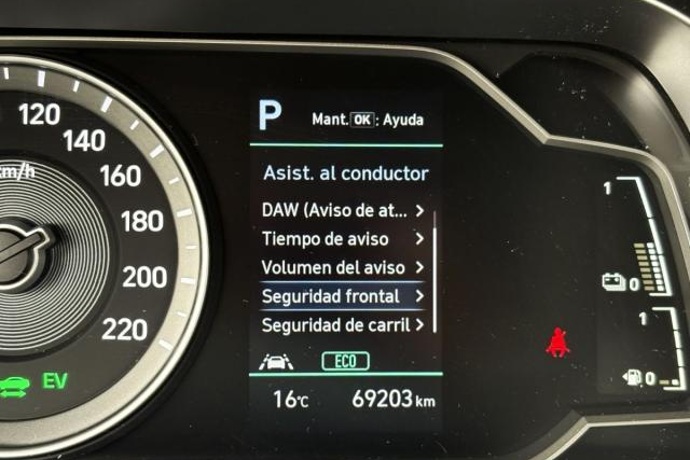 120
140
160
180
200
220
km/h
EV
P
Mant. OK : Ayuda
Asist. al conductor
DAW (Aviso de at... >
Tiempo de aviso >
Volumen del aviso >
Seguridad frontal >
Seguridad de carril >
ECO
16°C 69203 km
1
0
1
0